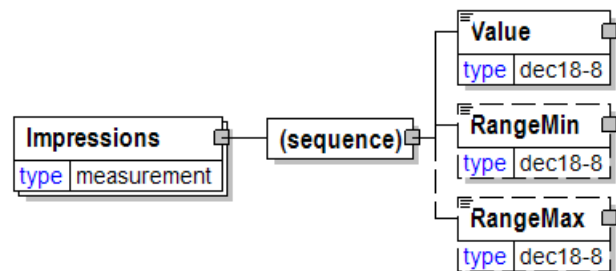 Impressions
type measurement
(sequence)
Value
type dec18-8
RangeMin
type dec18-8
RangeMax
type dec18-8